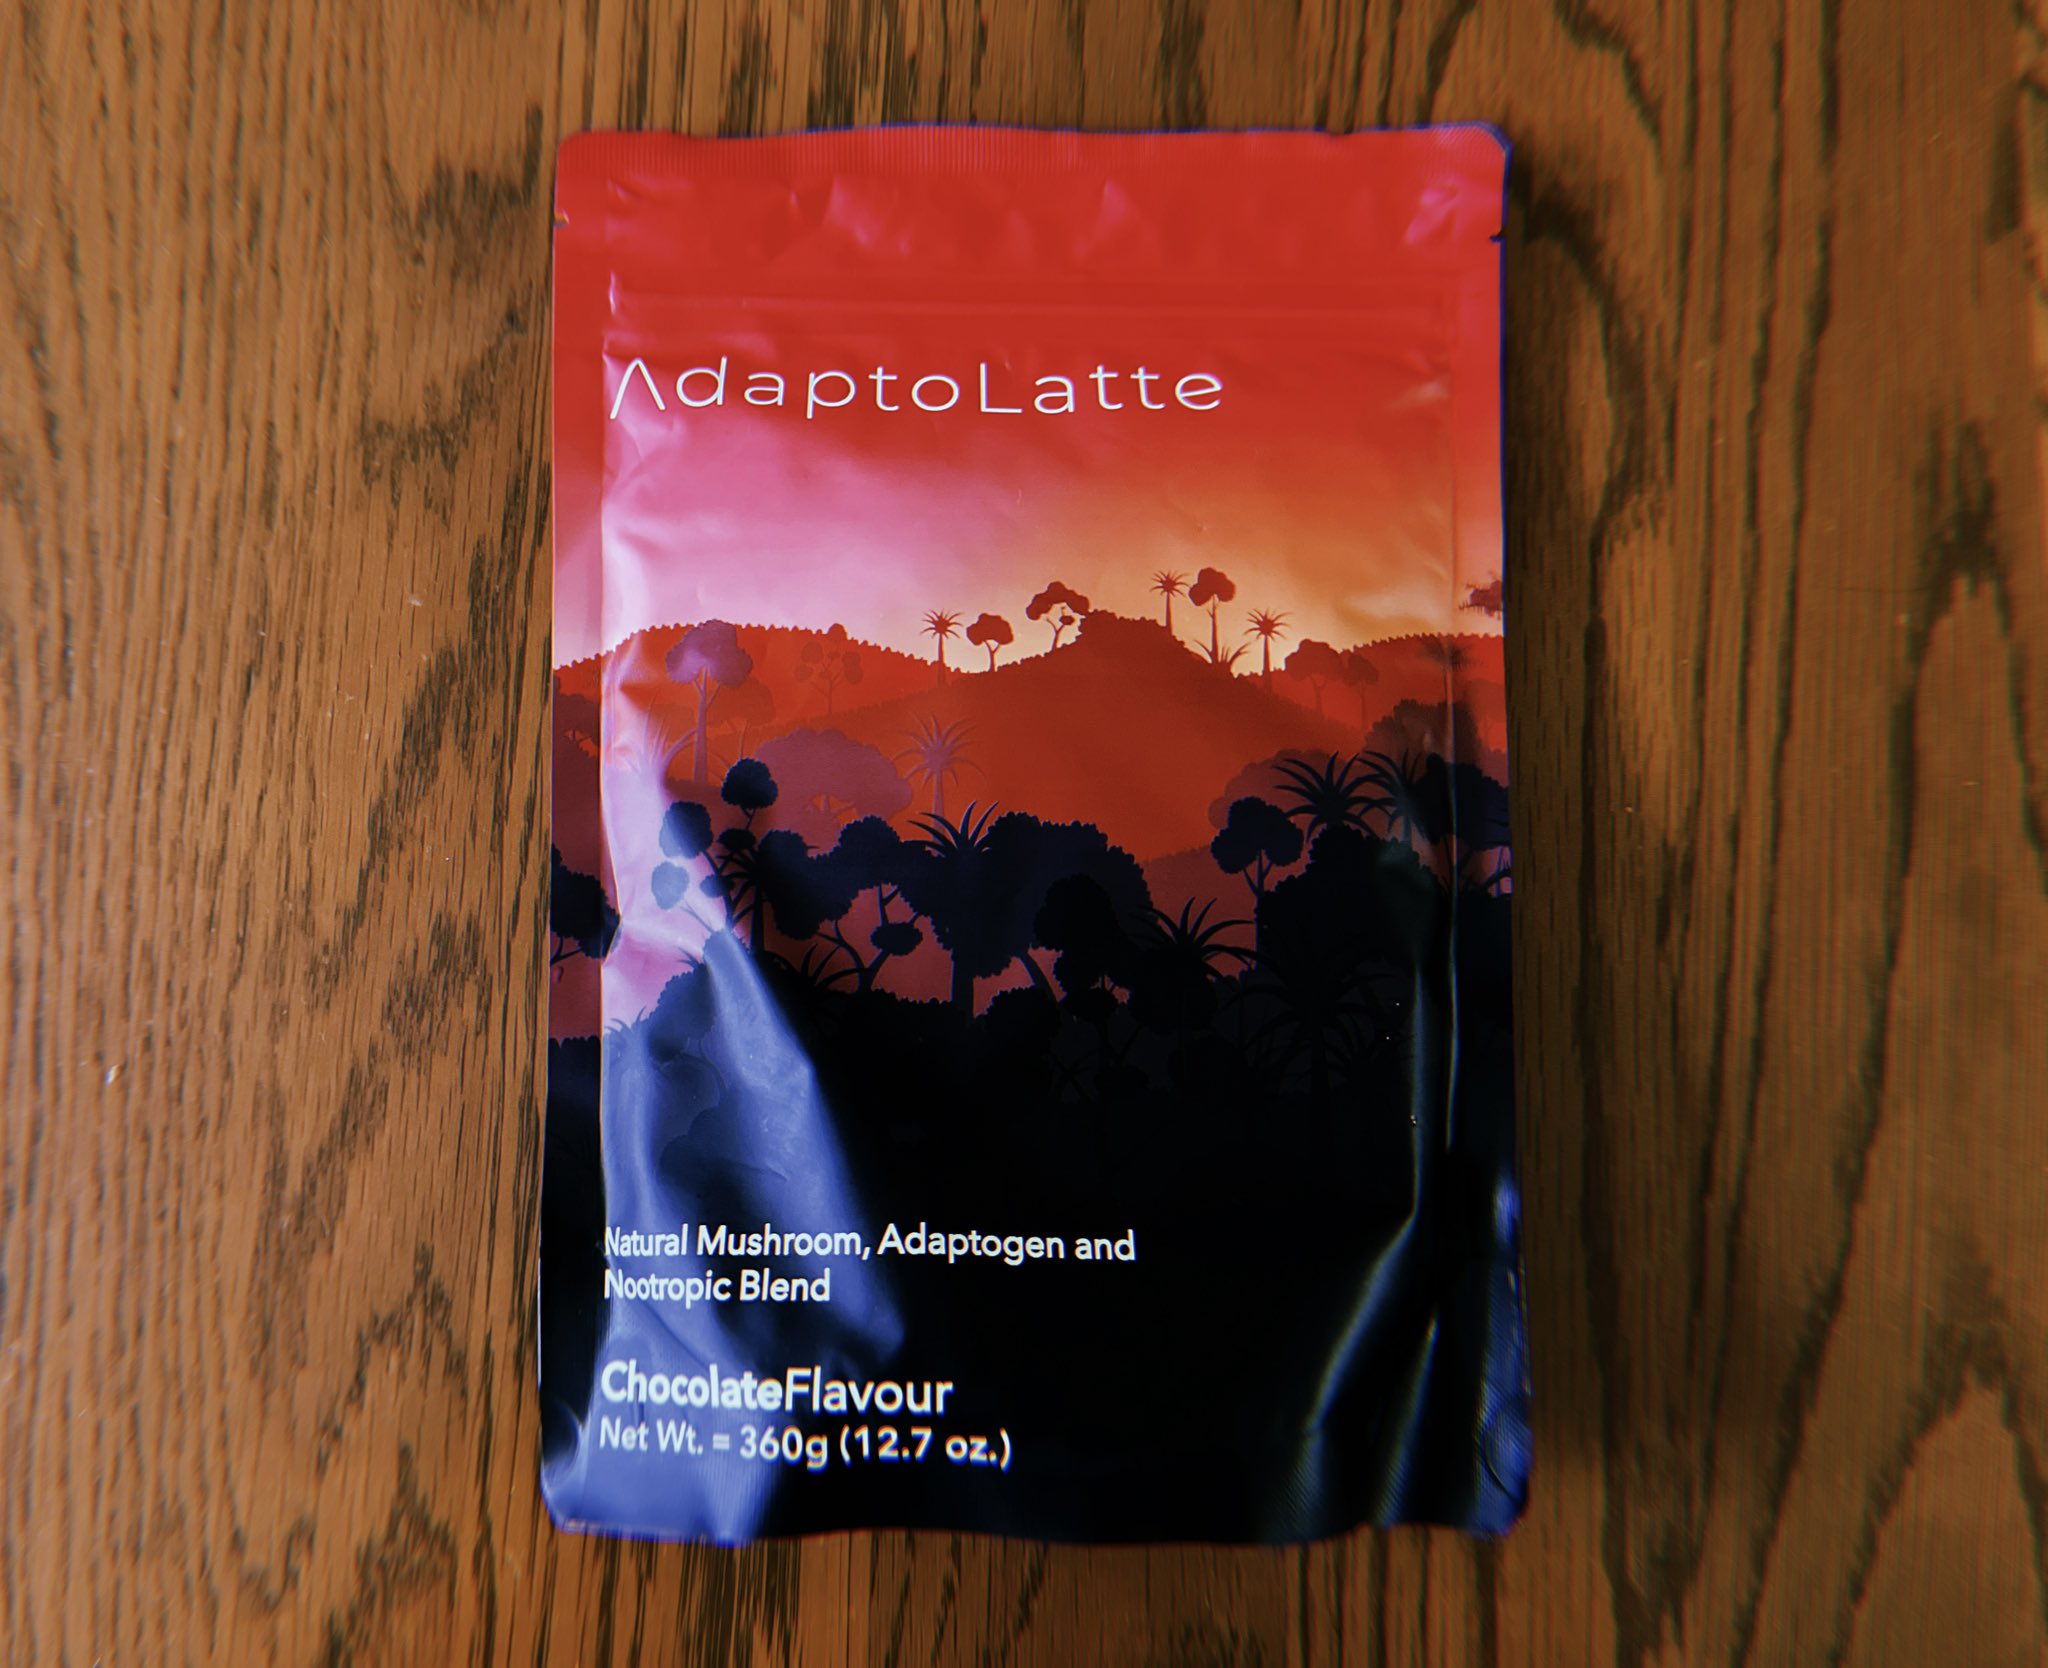 AdaptoLatte
Natural Mushroom, Adaptogen and
Nootropic Blend
ChocolateFlavour
Net Wt. = 360g (12.7 oz.)